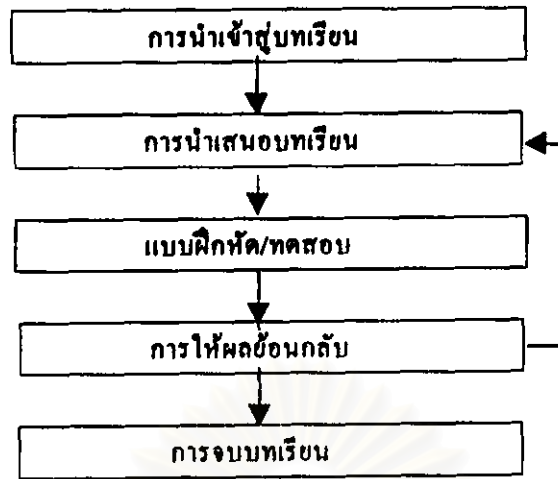 การนำเข้าสู่บทเรียน
การนำเสนอบทเรียน
แบบฝึกหัด/ทดสอบ
การให้ผลย้อนกลับ
การจบบทเรียน